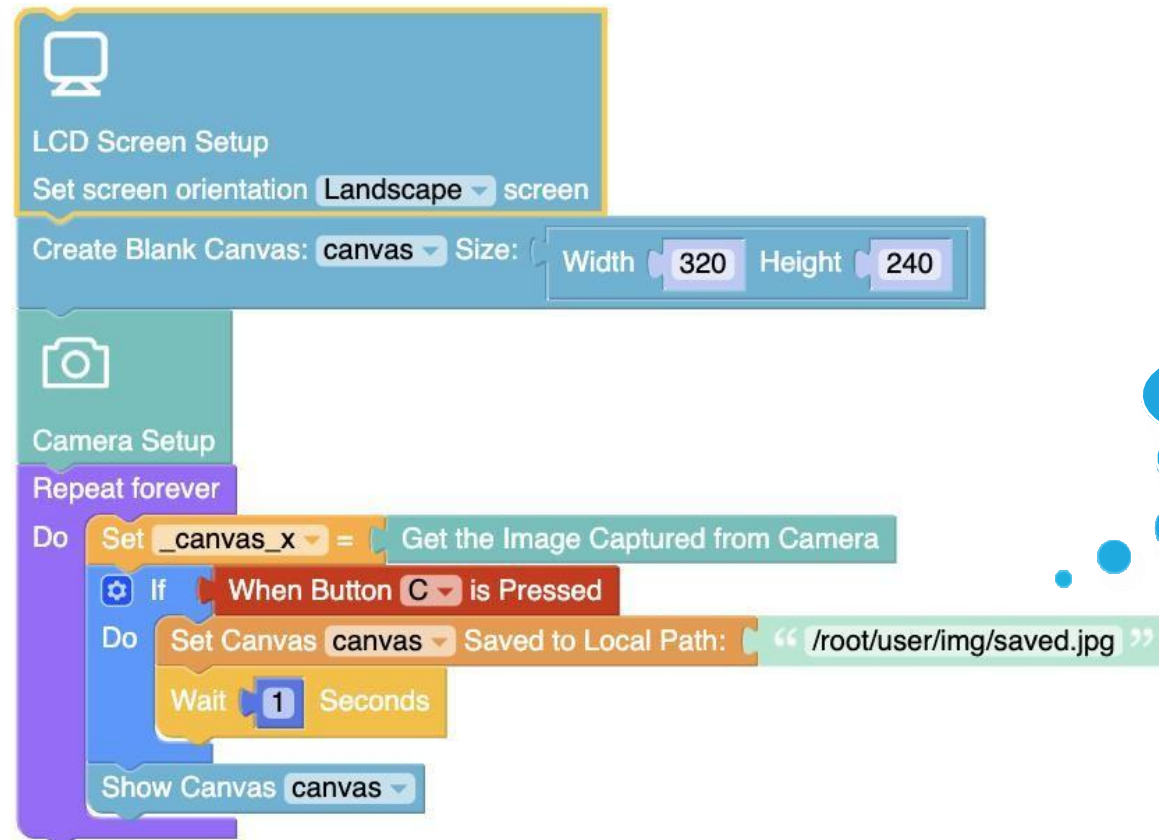 LCD Screen Setup
Set screen orientation Landscape screen
Create Blank Canvas: canvas Size: Width 320 Height 240
Camera Setup
Repeat forever
Do Set _canvas_x = Get the Image Captured from Camera
If When Button C is Pressed
Do Set Canvas canvas Saved to Local Path: “ /root/user/img/saved.jpg ”
Wait 1 Seconds
Show Canvas canvas